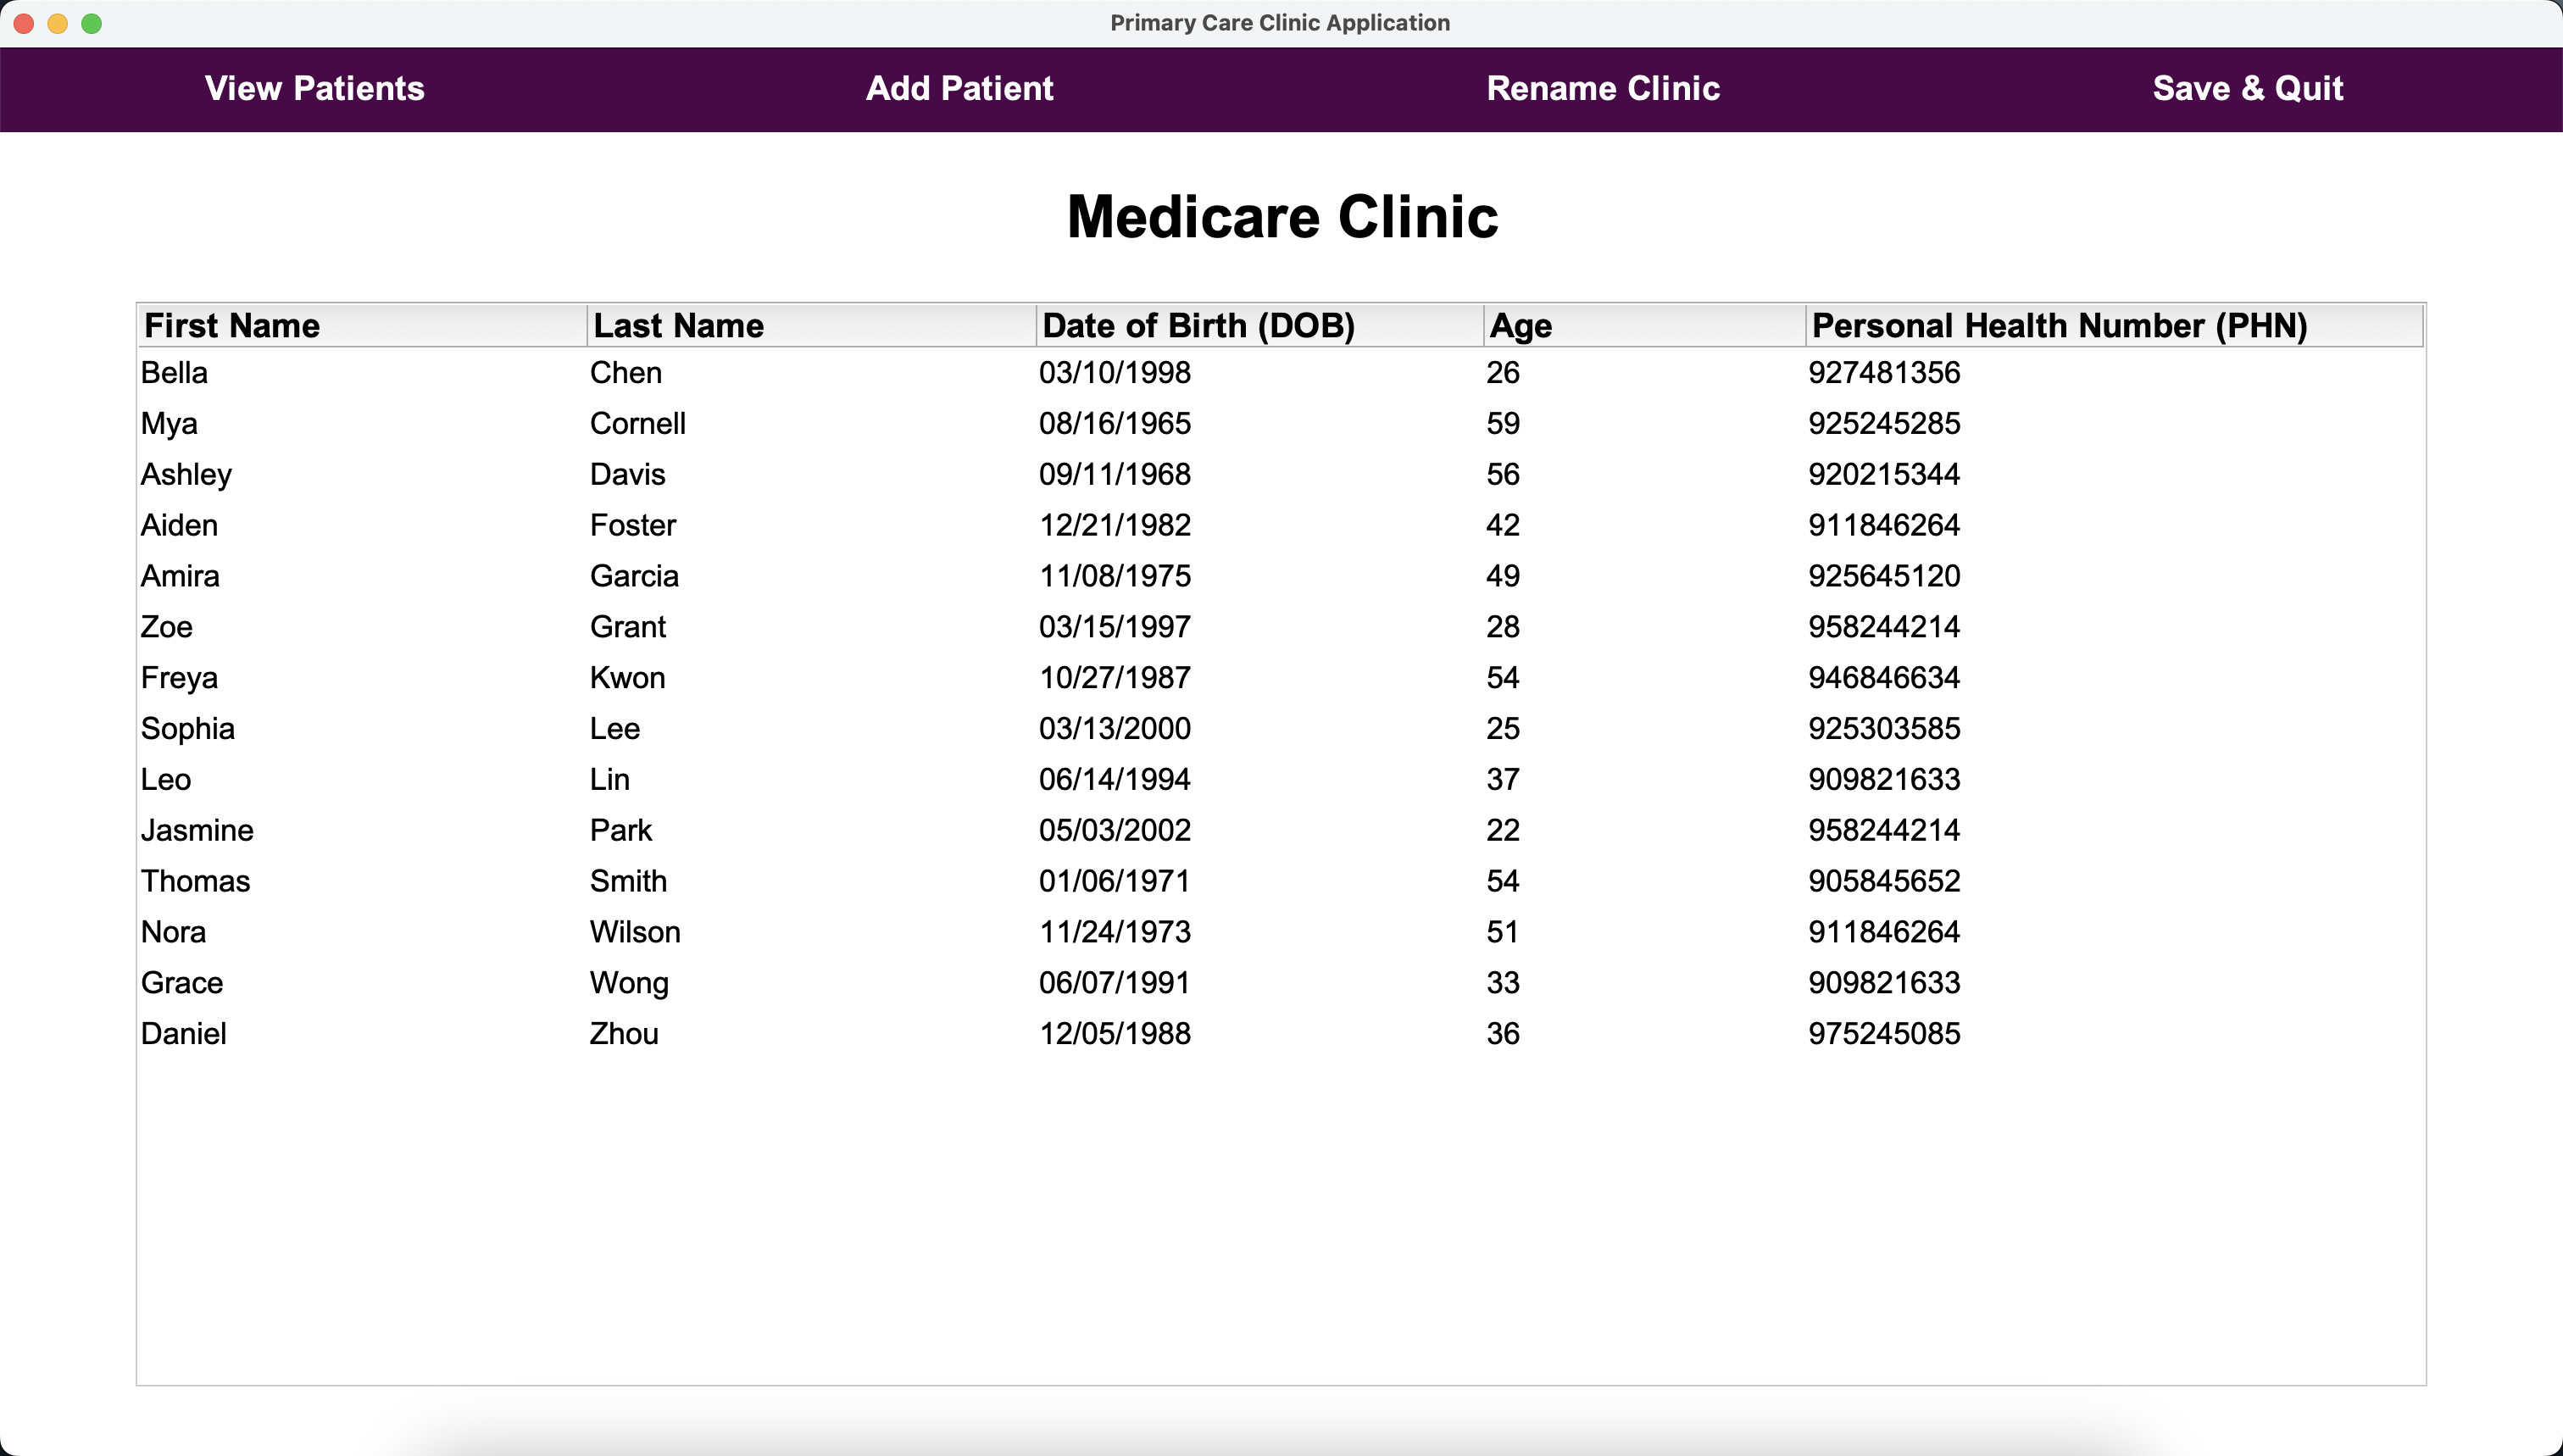 Primary Care Clinic Application
View Patients Add Patient Rename Clinic Save & Quit
Medicare Clinic
First Name Last Name Date of Birth (DOB) Age Personal Health Number (PHN)
Bella Chen 03/10/1998 26 927481356
Mya Cornell 08/16/1965 59 925245285
Ashley Davis 09/11/1968 56 920215344
Aiden Foster 12/21/1982 42 911846264
Amira Garcia 11/08/1975 49 925645120
Zoe Grant 03/15/1997 28 958244214
Freya Kwon 10/27/1987 54 946846634
Sophia Lee 03/13/2000 25 925303585
Leo Lin 06/14/1994 37 909821633
Jasmine Park 05/03/2002 22 958244214
Thomas Smith 01/06/1971 54 905845652
Nora Wilson 11/24/1973 51 911846264
Grace Wong 06/07/1991 33 909821633
Daniel Zhou 12/05/1988 36 975245085